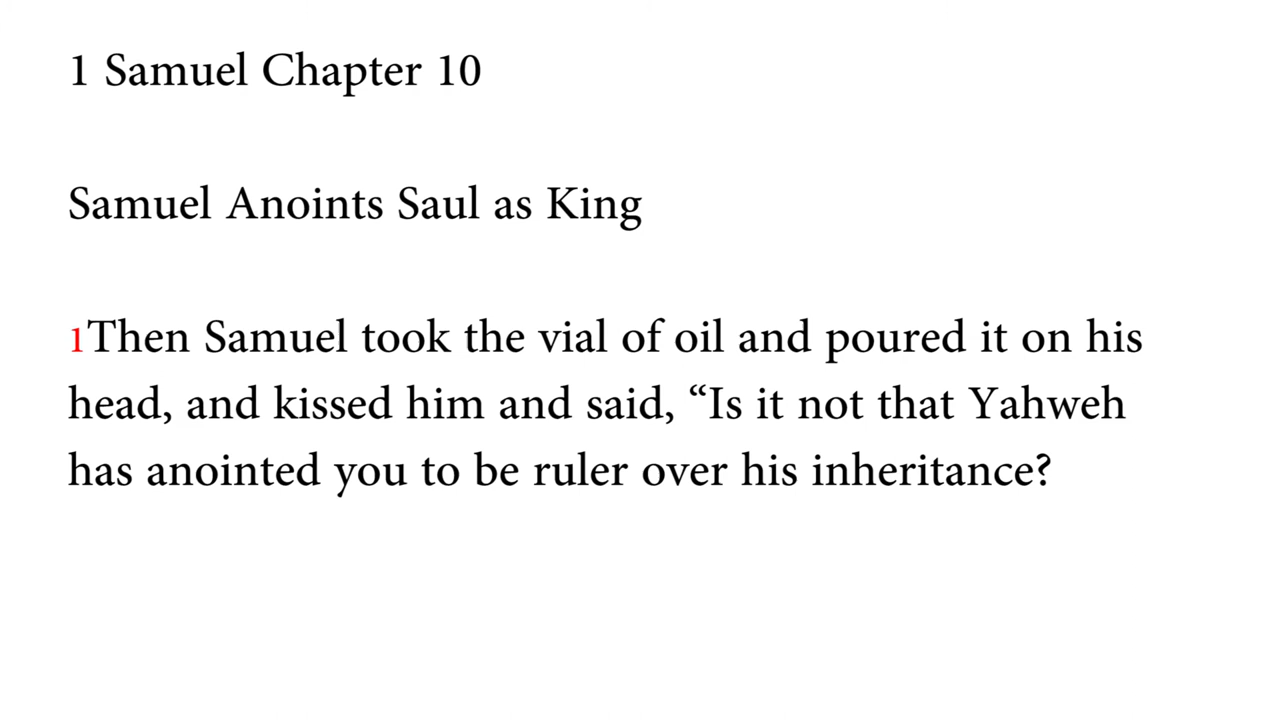 1 Samuel Chapter 10
Samuel Anoints Saul as King
1Then Samuel took the vial of oil and poured it on his
head, and kissed him and said, “Is it not that Yahweh
has anointed you to be ruler over his inheritance?